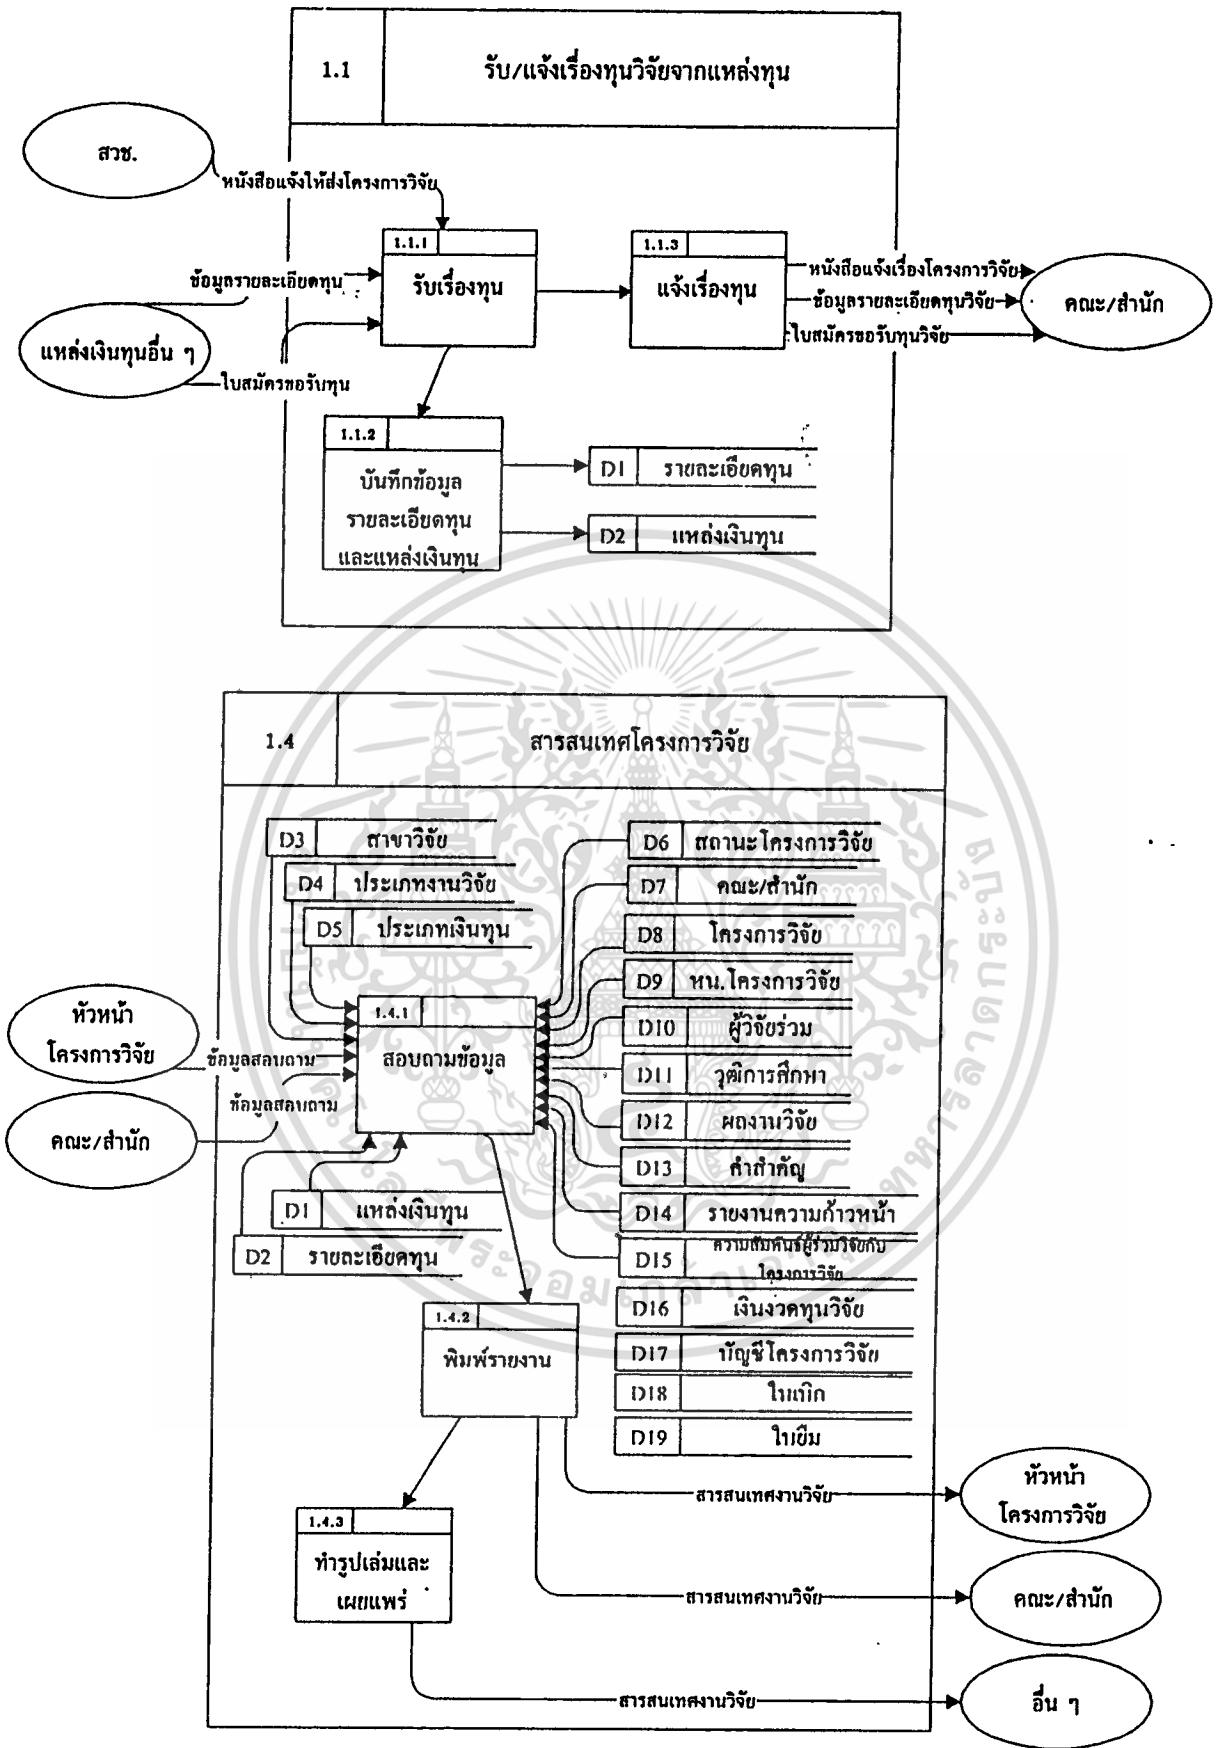 1.1
รับ/แจ้งเรื่องทุนวิจัยจากแหล่งทุน
สวช.
หนังสือแจ้งให้ส่งโครงการวิจัย
1.1.1
รับเรื่องทุน
1.1.3
แจ้งเรื่องทุน
ข้อมูลรายละเอียดทุน
แหล่งเงินทุนอื่น ๆ
ใบสมัครขอรับทุน
หนังสือแจ้งเรื่องโครงการวิจัย
ข้อมูลรายละเอียดทุนวิจัย
ใบสมัครขอรับทุนวิจัย
คณะ/สำนัก
1.1.2
บันทึกข้อมูล
รายละเอียดทุน
และแหล่งเงินทุน
D1 รายละเอียดทุน
D2 แหล่งเงินทุน
1.4
สารสนเทศโครงการวิจัย
D3 สาขาวิจัย
D4 ประเภทงานวิจัย
D5 ประเภทเงินทุน
D6 สถานะโครงการวิจัย
D7 คณะ/สำนัก
D8 โครงการวิจัย
D9 หน.โครงการวิจัย
D10 ผู้วิจัยร่วม
D11 วุฒิการศึกษา
D12 ผลงานวิจัย
D13 คำสำคัญ
D14 รายงานความก้าวหน้า
D15 ความสัมพันธ์ผู้ร่วมวิจัยกับ
โครงการวิจัย
D16 เงินงวดทุนวิจัย
D17 บัญชีโครงการวิจัย
D18 ใบเบิก
D19 ใบยืม
หัวหน้า
โครงการวิจัย
ข้อมูลสอบถาม
คณะ/สำนัก
ข้อมูลสอบถาม
1.4.1
สอบถามข้อมูล
D1 แหล่งเงินทุน
D2 รายละเอียดทุน
1.4.2
พิมพ์รายงาน
1.4.3
ทำรูปเล่มและ
เผยแพร่
สารสนเทศงานวิจัย
หัวหน้า
โครงการวิจัย
สารสนเทศงานวิจัย
คณะ/สำนัก
สารสนเทศงานวิจัย
อื่น ๆ